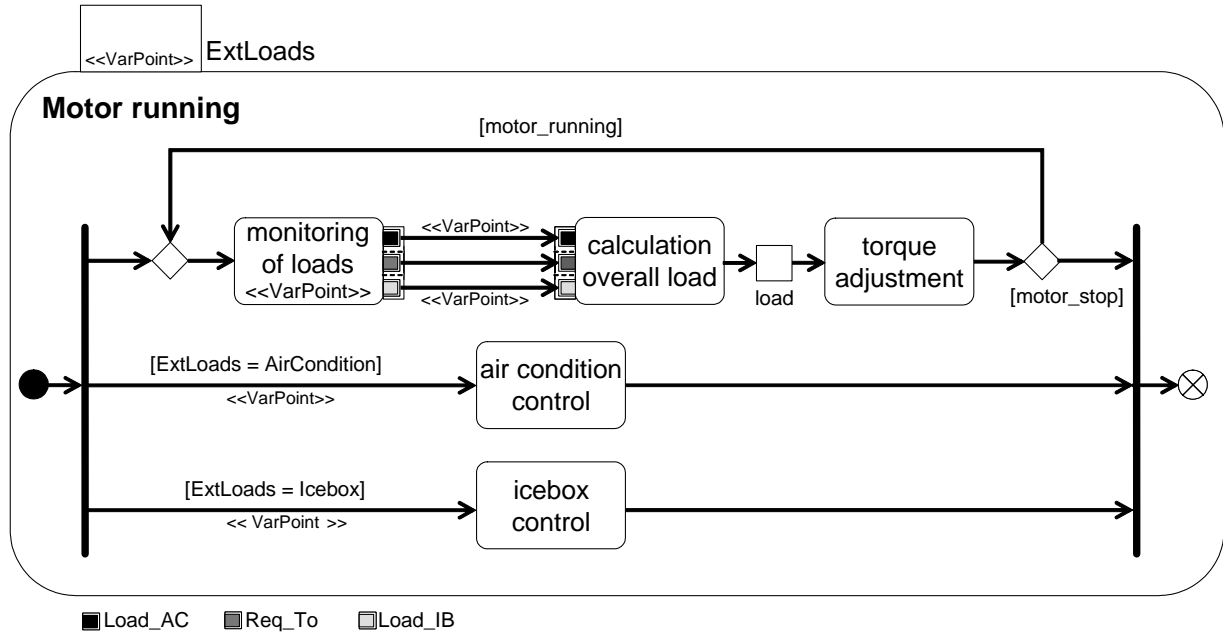 <<VarPoint>>
ExtLoads
Motor running
[motor_running]
monitoring
of loads
<<VarPoint>>
<<VarPoint>>
<<VarPoint>>
calculation
overall load
load
torque
adjustment
[motor_stop]
[ExtLoads = AirCondition]
<<VarPoint>>
air condition
control
[ExtLoads = Icebox]
<< VarPoint >>
icebox
control
Load_AC
Req_To
Load_IB